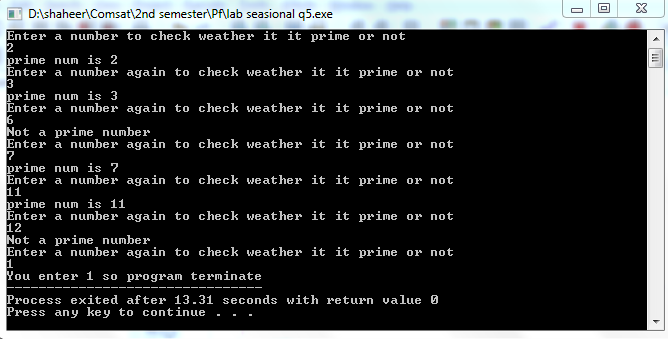 D:\shaheer\Comsat\2nd semester\Pf\lab seasional q5.exe
Enter a number to check weather it it prime or not
2
prime num is 2
Enter a number again to check weather it it prime or not
3
prime num is 3
Enter a number again to check weather it it prime or not
6
Not a prime number
Enter a number again to check weather it it prime or not
7
prime num is 7
Enter a number again to check weather it it prime or not
11
prime num is 11
Enter a number again to check weather it it prime or not
12
Not a prime number
Enter a number again to check weather it it prime or not
1
You enter 1 so program terminate
--------------------------------
Process exited after 13.31 seconds with return value 0
Press any key to continue . . .